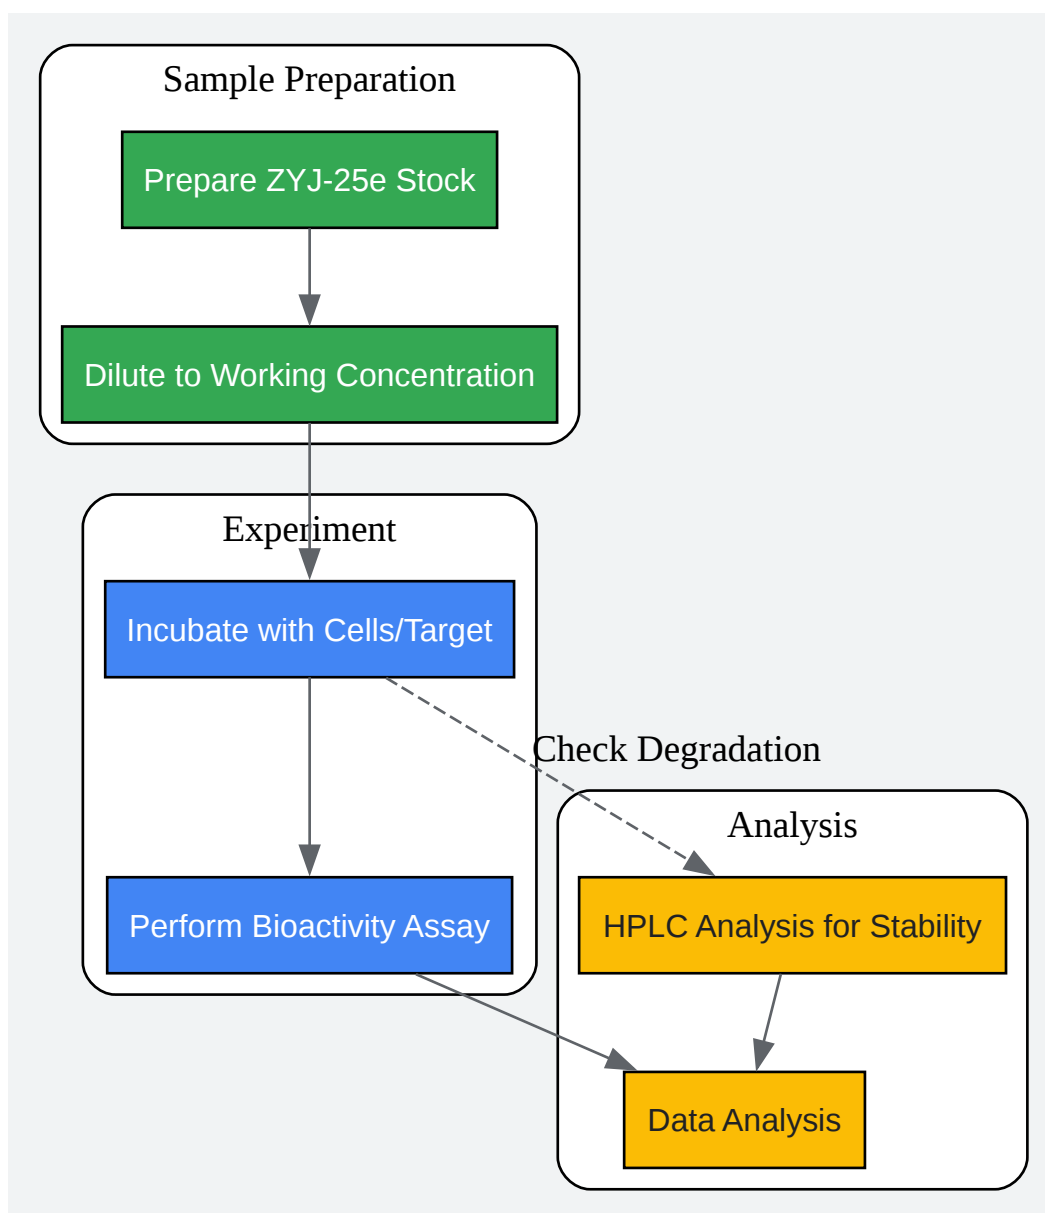 Sample Preparation
Prepare ZYJ-25e Stock
Dilute to Working Concentration
Experiment
Incubate with Cells/Target
Check Degradation
Analysis
Perform Bioactivity Assay
HPLC Analysis for Stability
Data Analysis